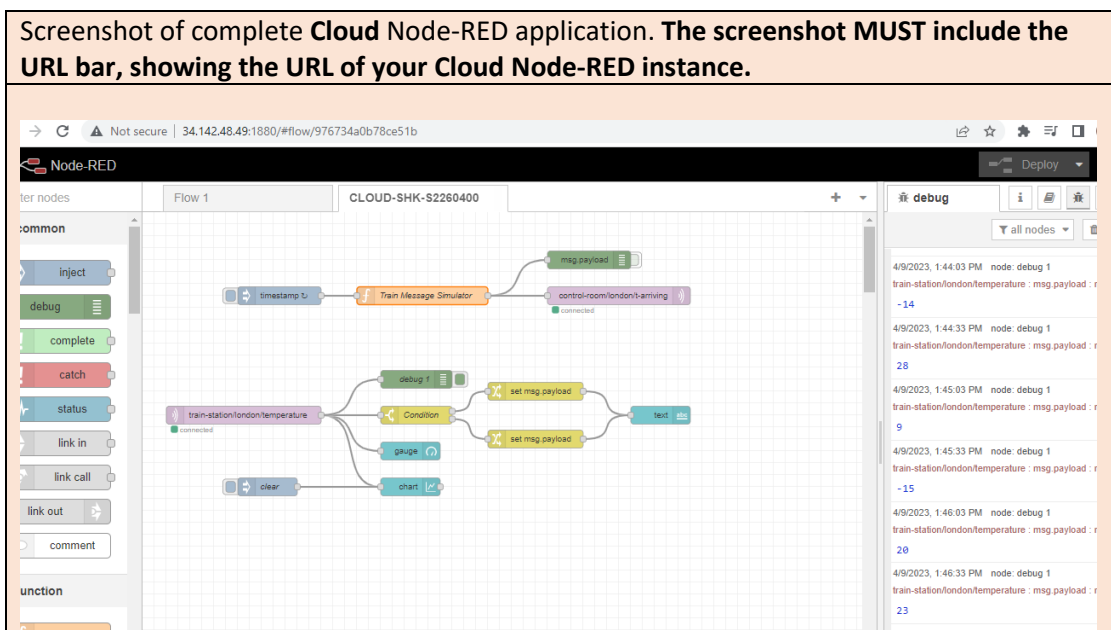 Screenshot of complete Cloud Node-RED application. The screenshot MUST include the
URL bar, showing the URL of your Cloud Node-RED instance.
Not secure | 34.142.48.49:1880/#flow/976734a0b78ce51b
Node-RED
Deploy
ter nodes
Flow 1
CLOUD-SHK-S2260400
debug
i
common
all nodes
inject
debug
complete
catch
status
link in
link call
link out
comment
unction
msg.payload
timestamp ↻
f
Train Message Simulator
control-room/london/t-arriving
connected
debug 1
set msg.payload
train-station/london/temperature
connected
Condition
text
abc
set msg.payload
gauge
clear
chart
4/9/2023, 1:44:03 PM node: debug 1
train-station/london/temperature : msg.payload :
-14
4/9/2023, 1:44:33 PM node: debug 1
train-station/london/temperature : msg.payload :
28
4/9/2023, 1:45:03 PM node: debug 1
train-station/london/temperature : msg.payload :
9
4/9/2023, 1:45:33 PM node: debug 1
train-station/london/temperature : msg.payload :
-15
4/9/2023, 1:46:03 PM node: debug 1
train-station/london/temperature : msg.payload :
20
4/9/2023, 1:46:33 PM node: debug 1
train-station/london/temperature : msg.payload :
23